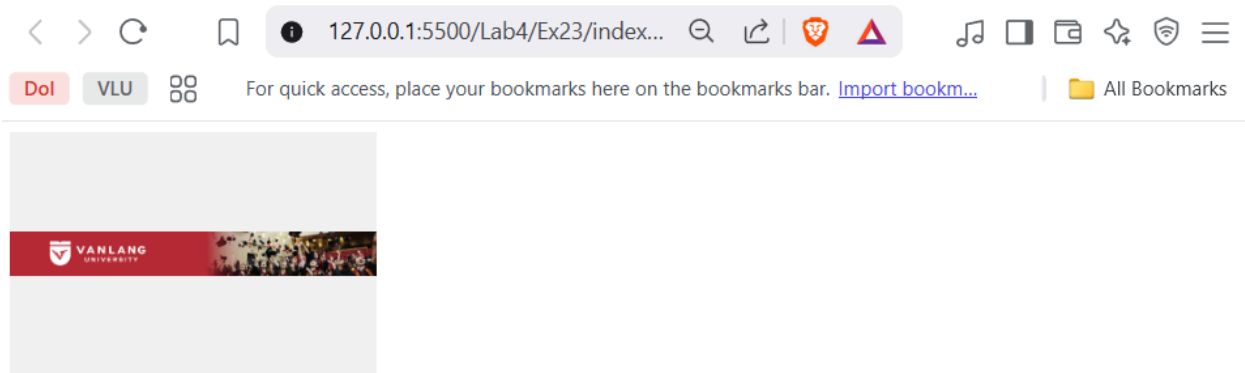 127.0.0.1:5500/Lab4/Ex23/index...
DoI VLU For quick access, place your bookmarks here on the bookmarks bar. Import bookm... All Bookmarks
VANLANG
UNIVERSITY